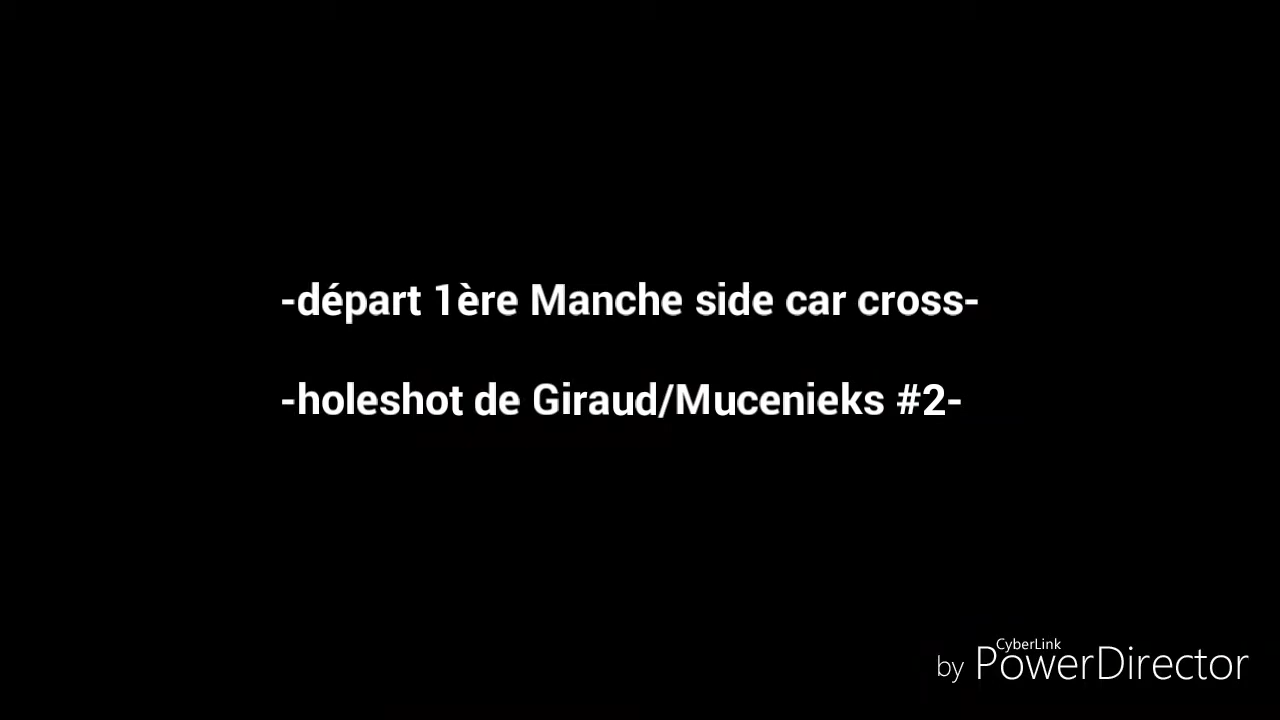 -départ 1ère Manche side car cross-
-holeshot de Giraud/Mucenieks #2-
CyberLink
by PowerDirector